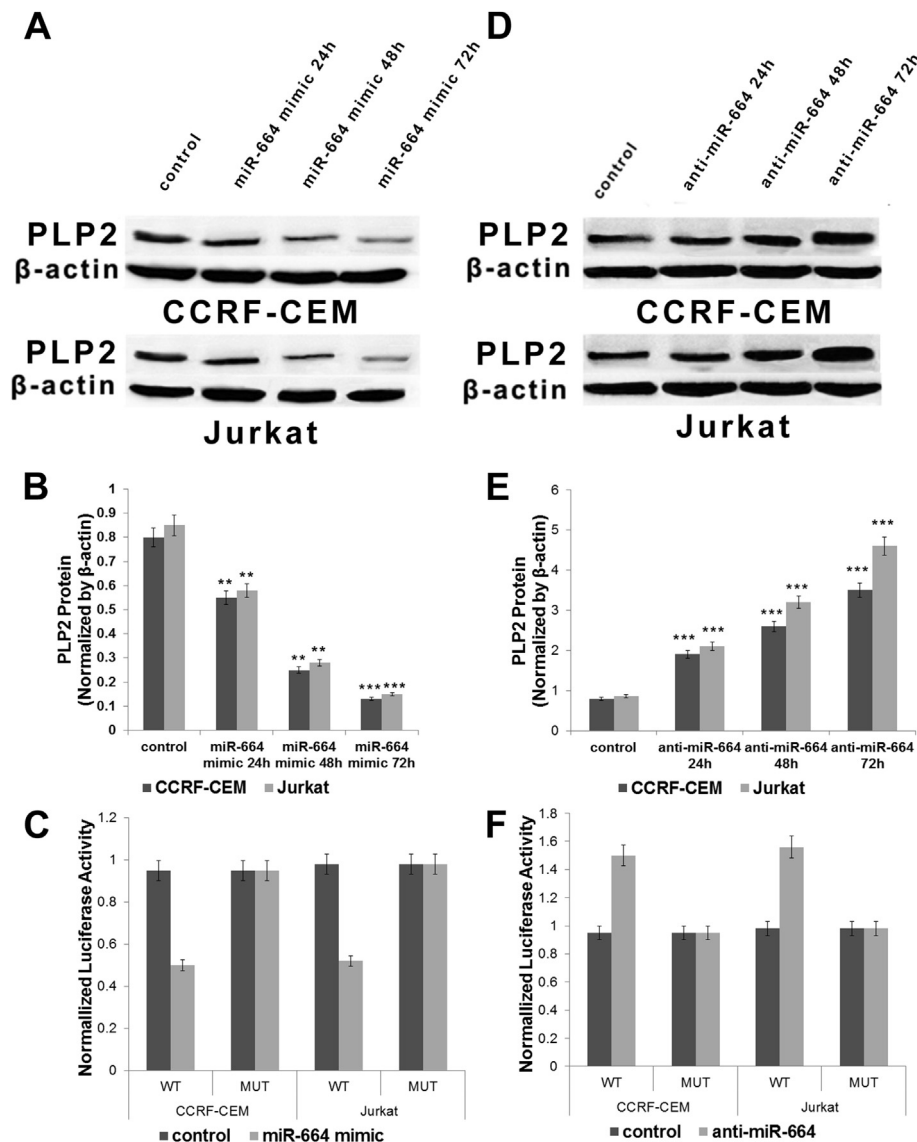 A
control
miR-664 mimic 24h
miR-664 mimic 48h
miR-664 mimic 72h
PLP2
β-actin
CCRF-CEM
PLP2
β-actin
Jurkat
D
control
anti-miR-664 24h
anti-miR-664 48h
anti-miR-664 72h
PLP2
β-actin
CCRF-CEM
PLP2
β-actin
Jurkat
B
PLP2 Protein
(Normalized by β-actin)
1
0.9
0.8
0.7
0.6
0.5
0.4
0.3
0.2
0.1
0
** **
** **
*** ***
control
miR-664 mimic 24h
miR-664 mimic 48h
miR-664 mimic 72h
CCRF-CEM Jurkat
E
PLP2 Protein
(Normalized by β-actin)
6
5
4
3
2
1
0
*** ***
*** ***
*** ***
control
anti-miR-664 24h
anti-miR-664 48h
anti-miR-664 72h
CCRF-CEM Jurkat
C
Normallized Luciferase Activity
1.2
1
0.8
0.6
0.4
0.2
0
WT MUT WT MUT
CCRF-CEM Jurkat
control miR-664 mimic
F
Normallized Luciferase Activity
1.8
1.6
1.4
1.2
1
0.8
0.6
0.4
0.2
0
WT MUT WT MUT
CCRF-CEM Jurkat
control anti-miR-664